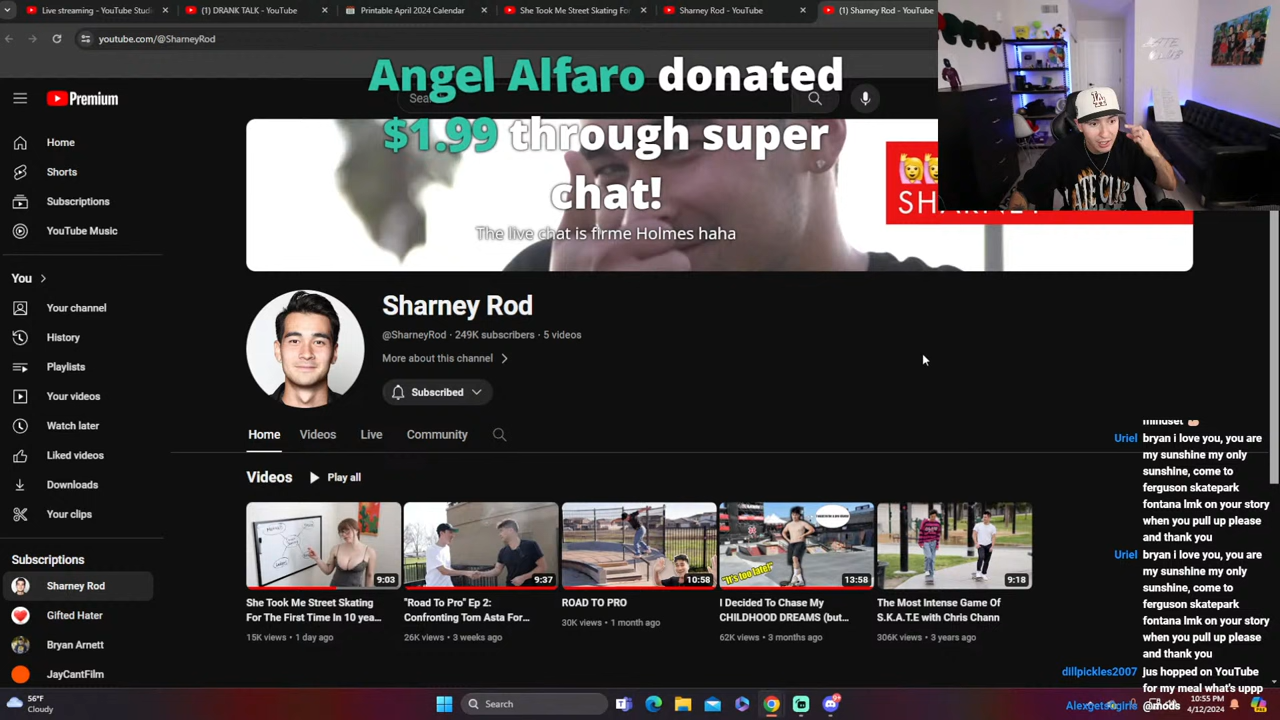 Live streaming - YouTube Studi
(1) DRANK TALK - YouTube
Printable April 2024 Calendar
She Took Me Street Skating Fo
Sharney Rod - YouTube
(1) Sharney Rod - YouTube
youtube.com/@SharneyRod
Angel Alfaro donated
$1.99 through super
chat!
The live chat is firme Holmes haha
Premium
Sear
SHARNEY
Home
Shorts
Subscriptions
YouTube Music
You
Your channel
History
Playlists
Your videos
Watch later
Liked videos
Downloads
Your clips
Subscriptions
Sharney Rod
Gifted Hater
Bryan Arnett
JayCantFilm
Sharney Rod
@SharneyRod · 249K subscribers · 5 videos
More about this channel
Subscribed
Home
Videos
Live
Community
Videos
Play all
9:03
She Took Me Street Skating
For The First Time In 10 yea...
15K views · 1 day ago
9:37
"Road To Pro" Ep 2:
Confronting Tom Asta For...
26K views · 3 weeks ago
10:58
ROAD TO PRO
30K views · 1 month ago
"It's too late!"
13:58
I Decided To Chase My
CHILDHOOD DREAMS (but...
62K views · 3 months ago
9:18
The Most Intense Game Of
S.K.A.T.E with Chris Chann
306K views · 3 years ago
mindset
Uriel bryan i love you, you are
my sunshine my only
sunshine, come to
ferguson skatepark
fontana lmk on your story
when you pull up please
and thank you
Uriel bryan i love you, you are
my sunshine my only
sunshine, come to
ferguson skatepark
fontana lmk on your story
when you pull up please
and thank you
dillpickles2007 jus hopped on YouTube
for my meal what's uppp
Alexgetsgirls @mods
56°F
Cloudy
Search
10:55 PM
4/12/2024